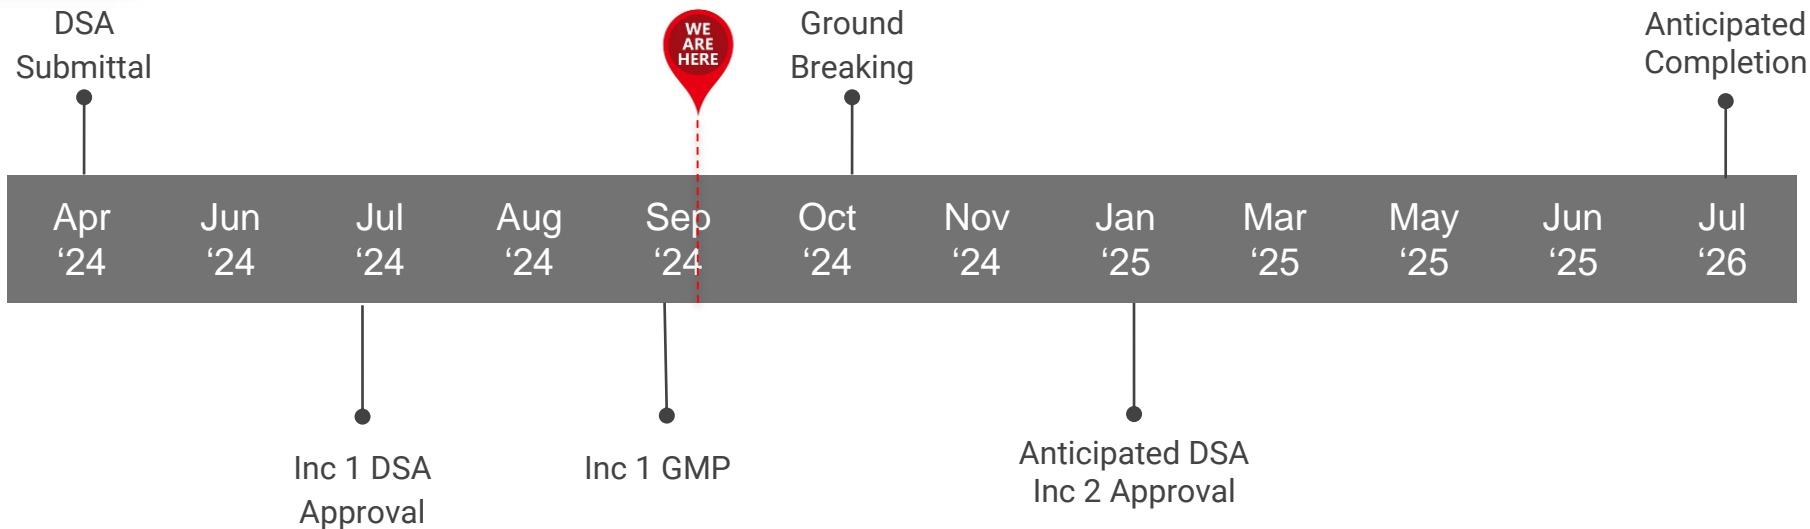 DSA
Submittal
WE
ARE
HERE
Ground
Breaking
Anticipated
Completion
Apr
‘24
Jun
‘24
Jul
‘24
Aug
‘24
Sep
‘24
Oct
‘24
Nov
‘24
Jan
‘25
Mar
‘25
May
‘25
Jun
‘25
Jul
‘26
Inc 1 DSA
Approval
Inc 1 GMP
Anticipated DSA
Inc 2 Approval